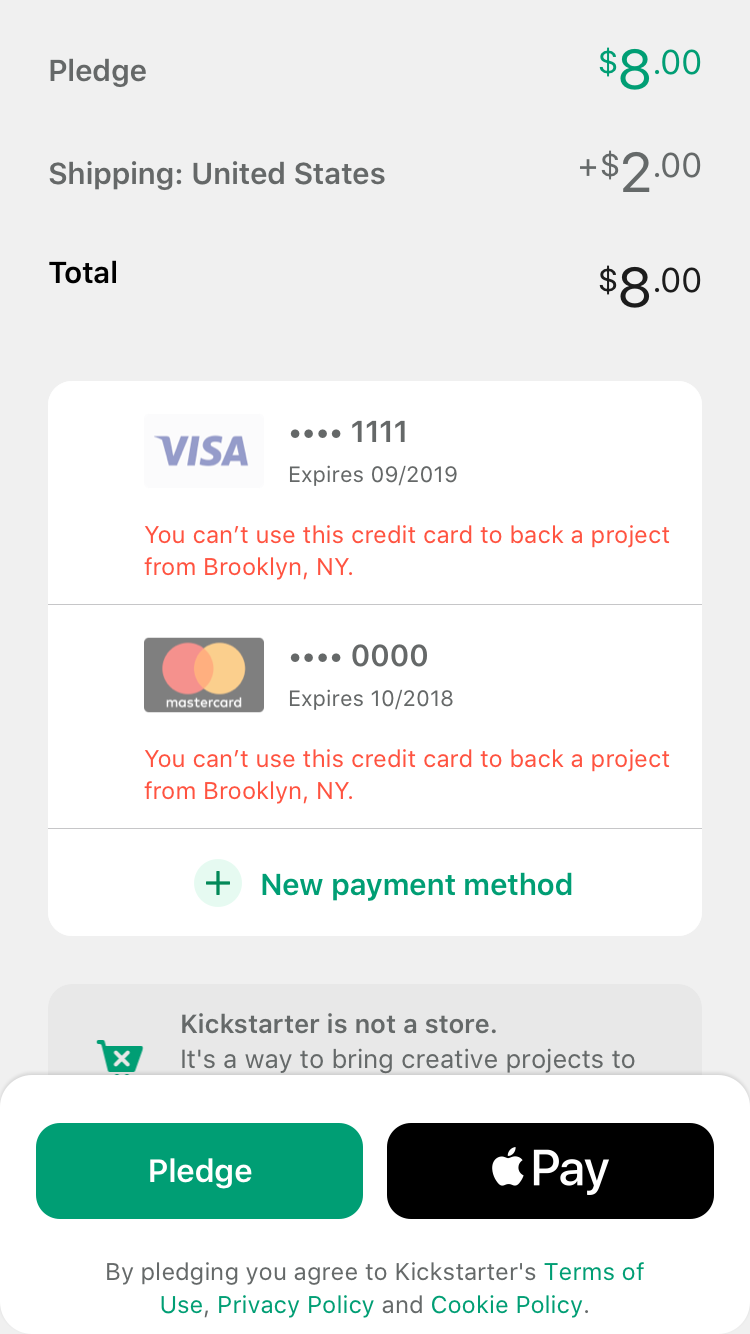 Pledge $8.00
Shipping: United States +$2.00
Total $8.00
VISA •••• 1111
Expires 09/2019
You can’t use this credit card to back a project
from Brooklyn, NY.
mastercard •••• 0000
Expires 10/2018
You can’t use this credit card to back a project
from Brooklyn, NY.
+ New payment method
Kickstarter is not a store.
It's a way to bring creative projects to
Pledge Pay
By pledging you agree to Kickstarter's Terms of
Use, Privacy Policy and Cookie Policy.